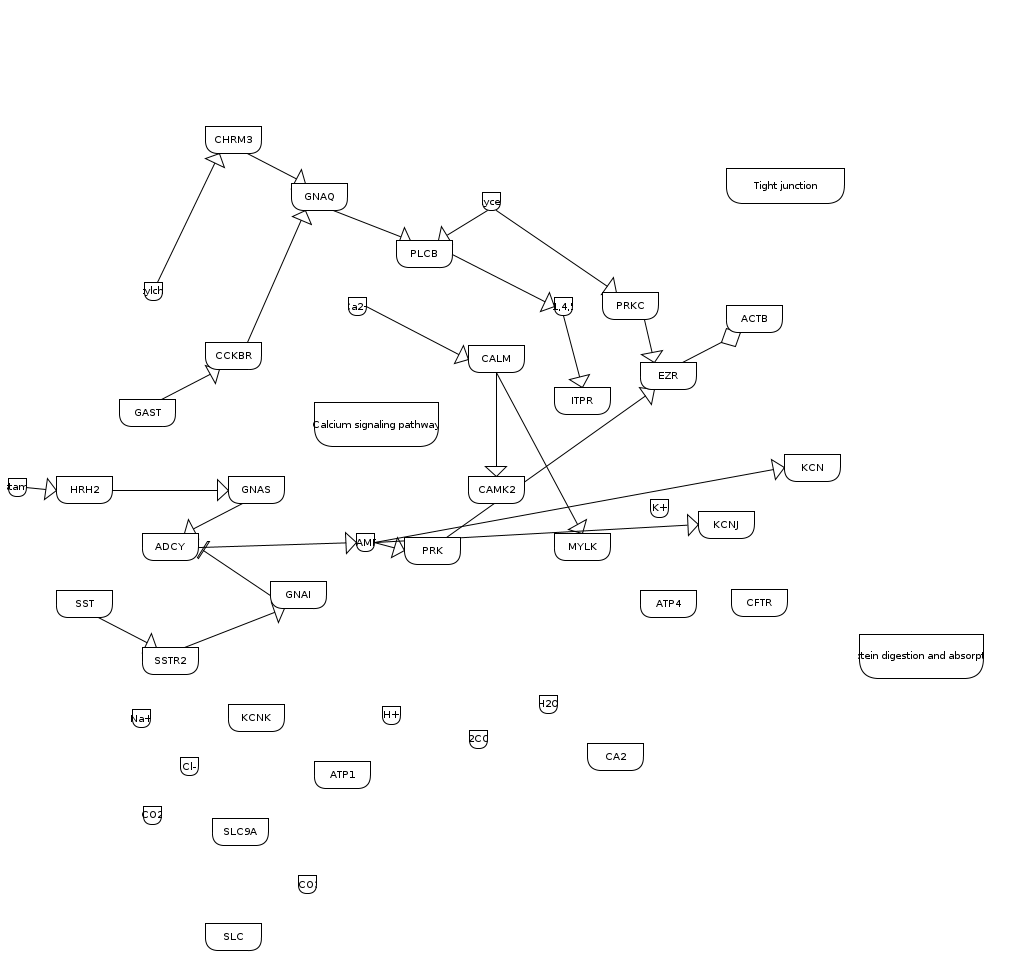 CHRM3
Tight junction
GNAQ
yce
PLCB
ylch
a2-
1,4,5
PRKC
ACTB
CCKBR
CALM
EZR
GAST
ITPR
Calcium signaling pathway
KCN
tam
HRH2
GNAS
CAMK2
K+
KCNJ
ADCY
AMP
PRK
MYLK
GNAI
SST
ATP4
CFTR
SSTR2
tein digestion and absorpt
Na+
KCNK
H+
H2O
2CO
CA2
Cl-
ATP1
CO2
SLC9A
CO
SLC